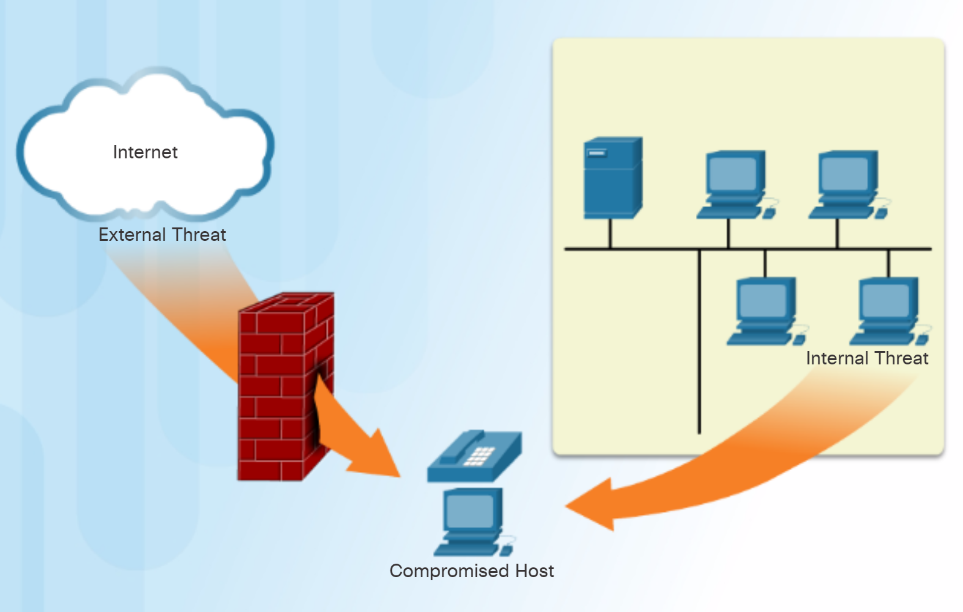 Internet
External Threat
Internal Threat
Compromised Host